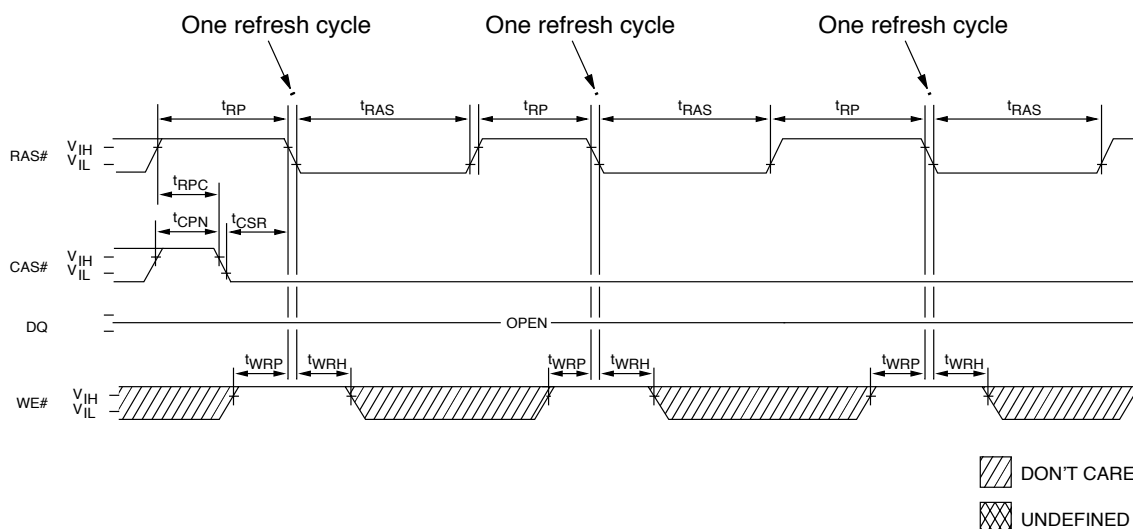 One refresh cycle One refresh cycle One refresh cycle
tRP tRAS tRP tRAS tRP tRAS
RAS# VIH
VIL
tRPC
tCPN tCSR
CAS# VIH
VIL
DQ OPEN
tWRP tWRH tWRP tWRH tWRP tWRH
WE# VIH
VIL
DON'T CARE
UNDEFINED